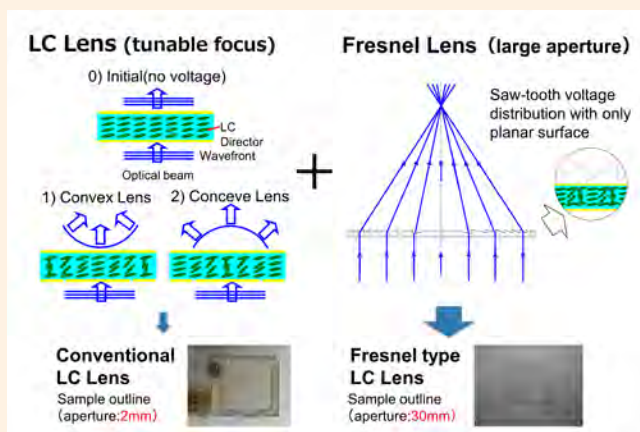 LC Lens (tunable focus)
0) Initial(no voltage)
LC
Director
Wavefront
Optical beam
1) Convex Lens
2) Conceve Lens
Conventional
LC Lens
Sample outline
(aperture:2mm)
+
Fresnel Lens (large aperture)
Saw-tooth voltage
distribution with only
planar surface
Fresnel type
LC Lens
Sample outline
(aperture:30mm)